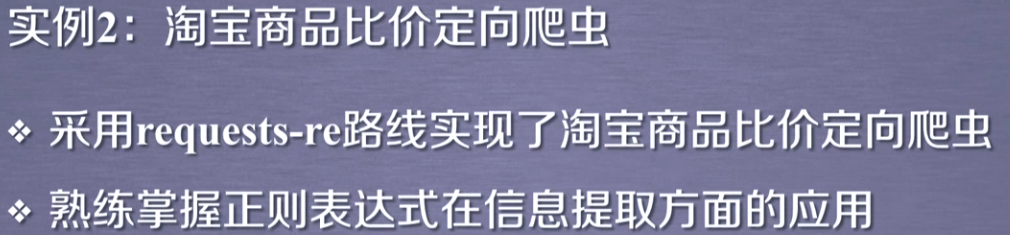 实例2：淘宝商品比价定向爬虫
❖ 采用requests-re路线实现了淘宝商品比价定向爬虫
❖ 熟练掌握正则表达式在信息提取方面的应用